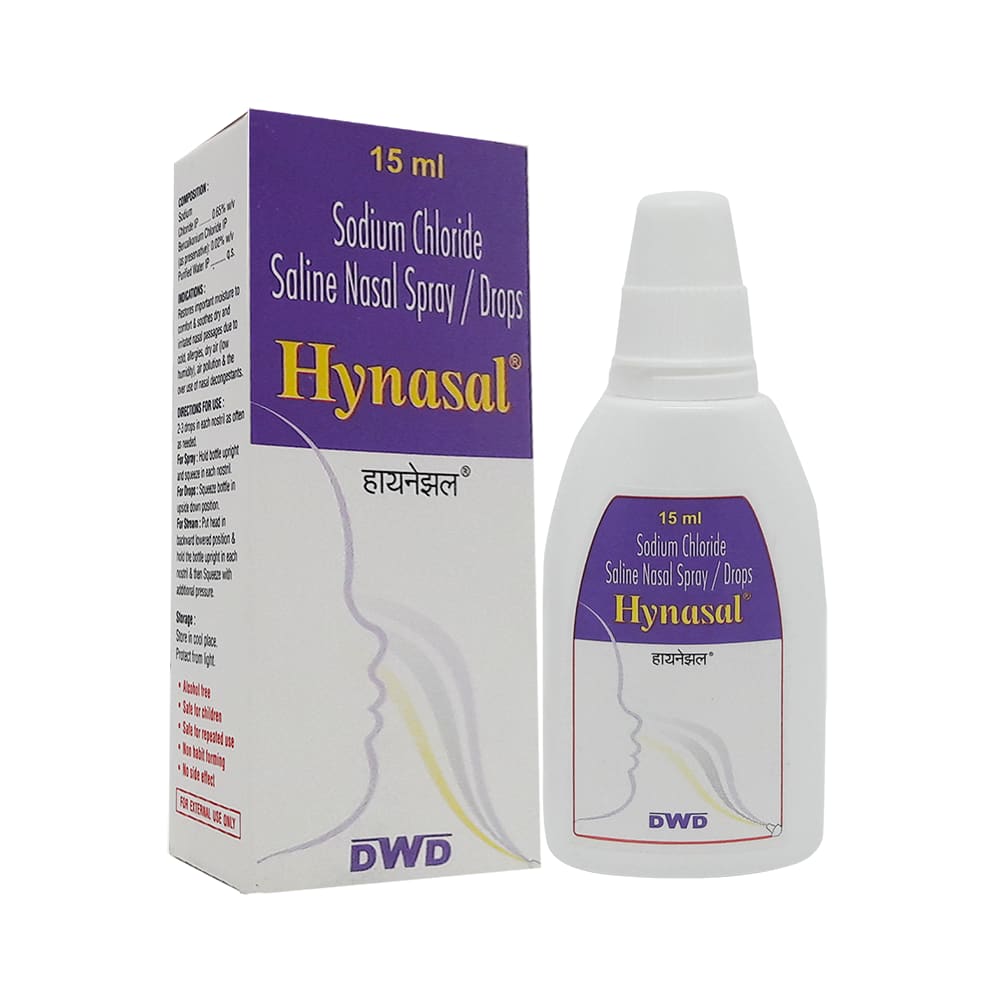 COMPOSITION :
Sodium
Chloride IP ........ 0.65% w/v
Benzalkonium Chloride IP
(as preservative) 0.02% w/v
Purified Water IP ........ q.s.
INDICATIONS :
Restores important moisture to
comfort & soothes dry and
irritated nasal passages due to
cold, allergies, dry air (low
humidity), air pollution & the
over use of nasal decongestants.
DIRECTIONS FOR USE :
2-3 drops in each nostril as often
as needed.
For Spray : Hold bottle upright
and squeeze in each nostril.
For Drops : Squeeze bottle in
upside down position.
For Stream : Put head in
backward lowered position &
hold the bottle upright in each
nostril & then Squeeze with
additional pressure.
Storage :
Store in cool place.
Protect from light.
• Alcohol free
• Safe for children
• Safe for repeated use
• Non habit forming
• No side effect
FOR EXTERNAL USE ONLY
15 ml
Sodium Chloride
Saline Nasal Spray / Drops
Hynasal®
हायनेझल®
DWD
15 ml
Sodium Chloride
Saline Nasal Spray / Drops
Hynasal®
हायनेझल®
DWD